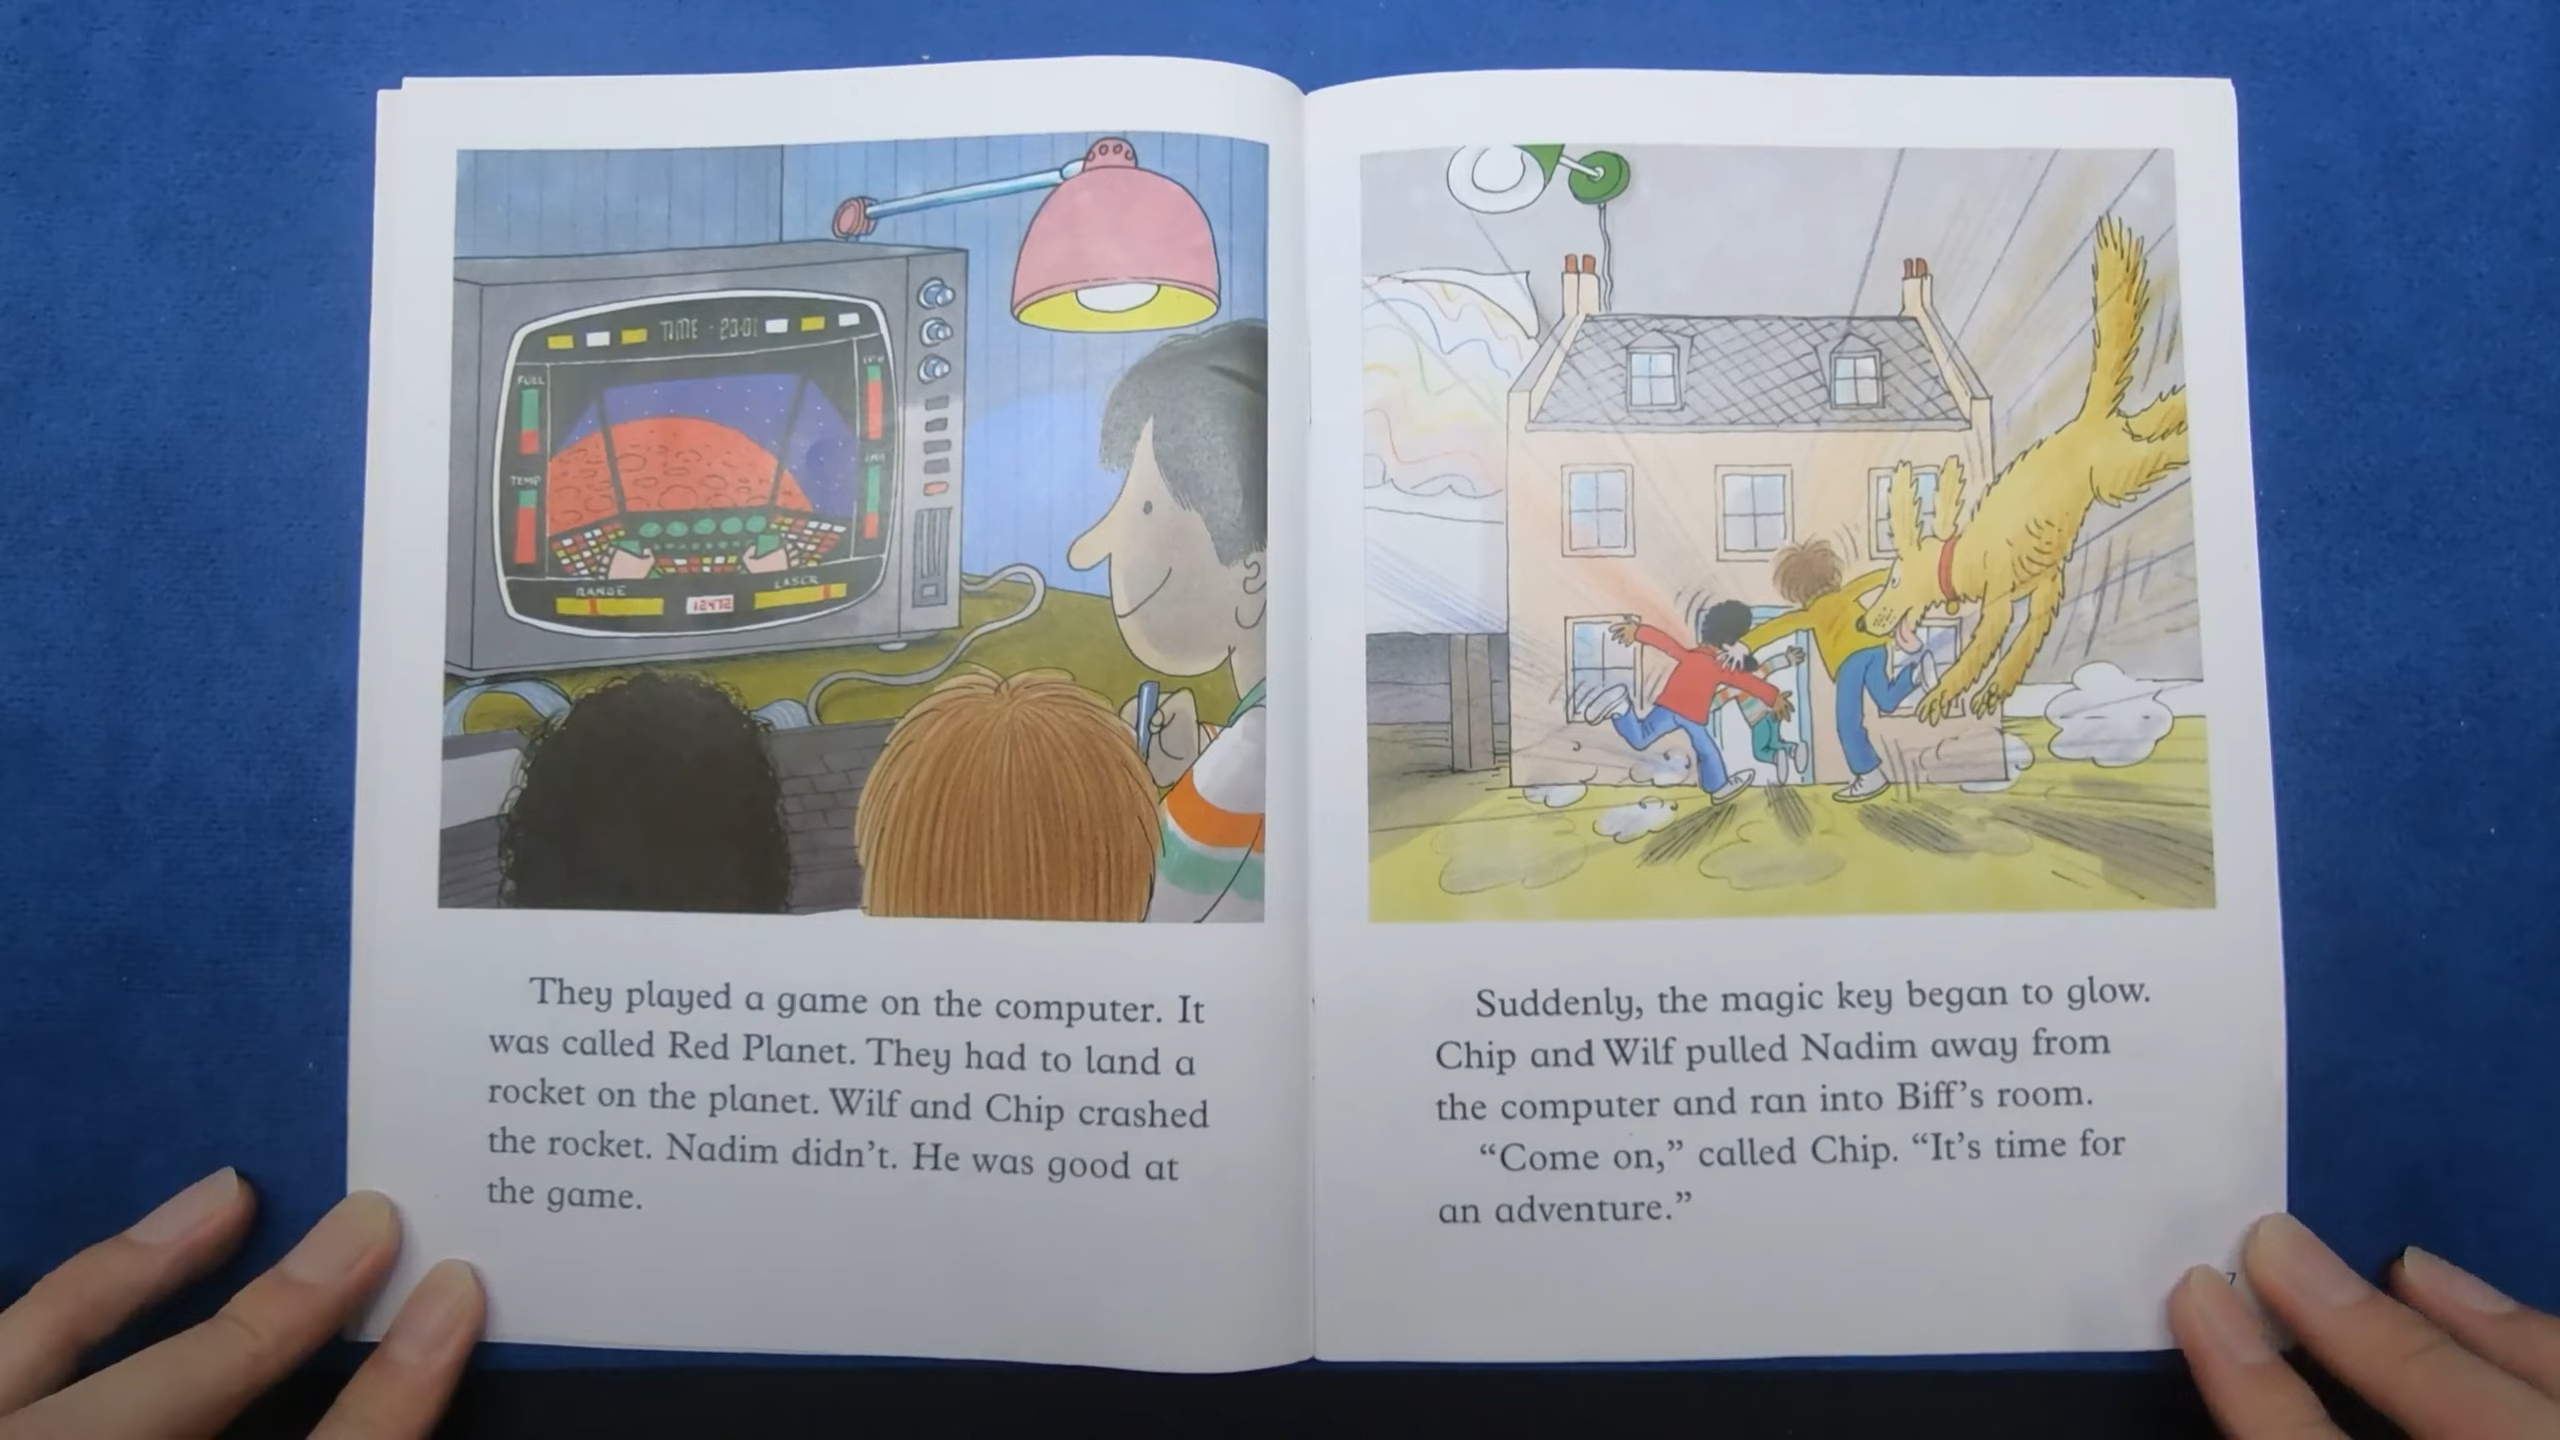 TIME - 20:01
FULL
TEMP
RANGE
12472
LASER
They played a game on the computer. It
was called Red Planet. They had to land a
rocket on the planet. Wilf and Chip crashed
the rocket. Nadim didn't. He was good at
the game.
Suddenly, the magic key began to glow.
Chip and Wilf pulled Nadim away from
the computer and ran into Biff's room.
“Come on,” called Chip. “It's time for
an adventure.”
7